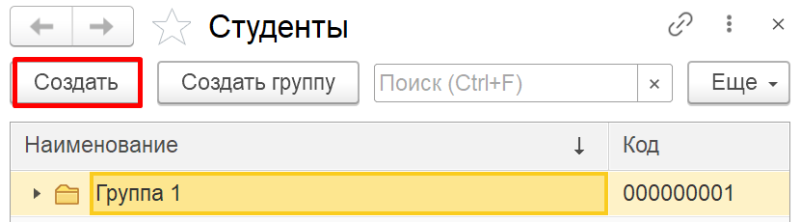 Студенты
Создать Создать группу Поиск (Ctrl+F) × Еще
Наименование ↓ Код
Группа 1 000000001